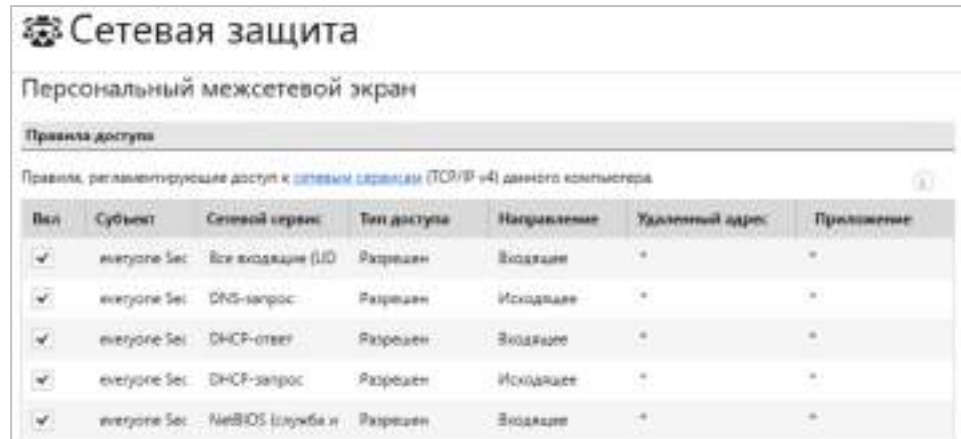 Сетевая защита
Персональный межсетевой экран
Правила доступа
Правила, регламентирующие доступ к сетевым сервисам (TCP/IP v4) данного компьютера
Вкл Субъект Сетевой сервис Тип доступа Направление Удаленный адрес Приложение
everyone Sec Все входящие (UD Разрешен Входящее * *
everyone Sec DNS-запрос Разрешен Исходящее * *
everyone Sec DHCP-ответ Разрешен Входящее * *
everyone Sec DHCP-запрос Разрешен Исходящее * *
everyone Sec NetBIOS (служба и Разрешен Входящее * *